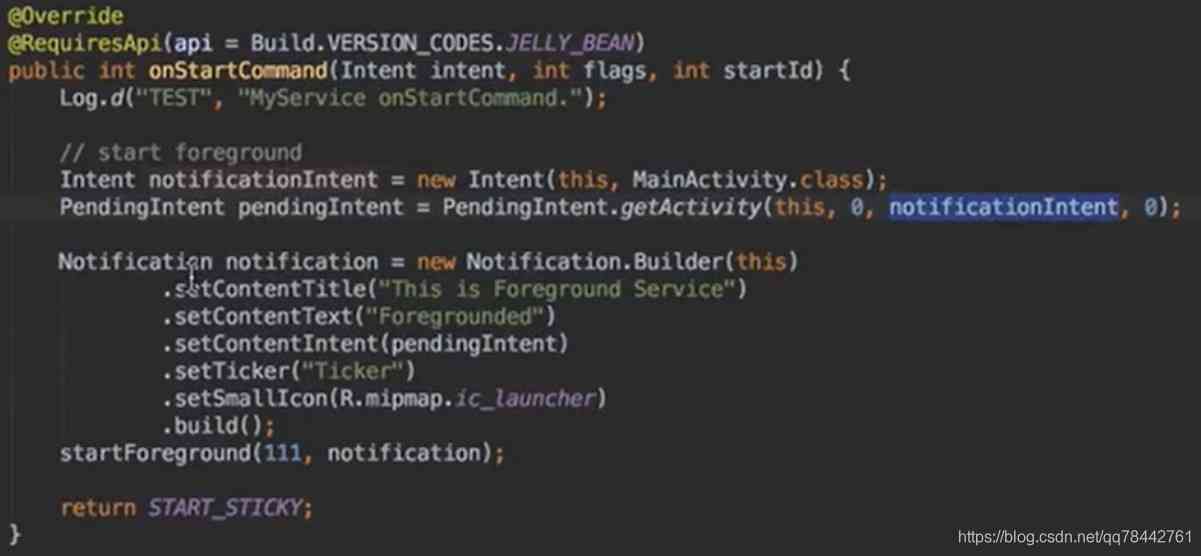 @Override
@RequiresApi(api = Build.VERSION_CODES.JELLY_BEAN)
public int onStartCommand(Intent intent, int flags, int startId) {
    Log.d("TEST", "MyService onStartCommand.");

    // start foreground
    Intent notificationIntent = new Intent(this, MainActivity.class);
    PendingIntent pendingIntent = PendingIntent.getActivity(this, 0, notificationIntent, 0);

    Notification notification = new Notification.Builder(this)
            .setContentTitle("This is Foreground Service")
            .setContentText("Foregrounded")
            .setContentIntent(pendingIntent)
            .setTicker("Ticker")
            .setSmallIcon(R.mipmap.ic_launcher)
            .build();
    startForeground(111, notification);

    return START_STICKY;
}
https://blog.csdn.net/qq78442761